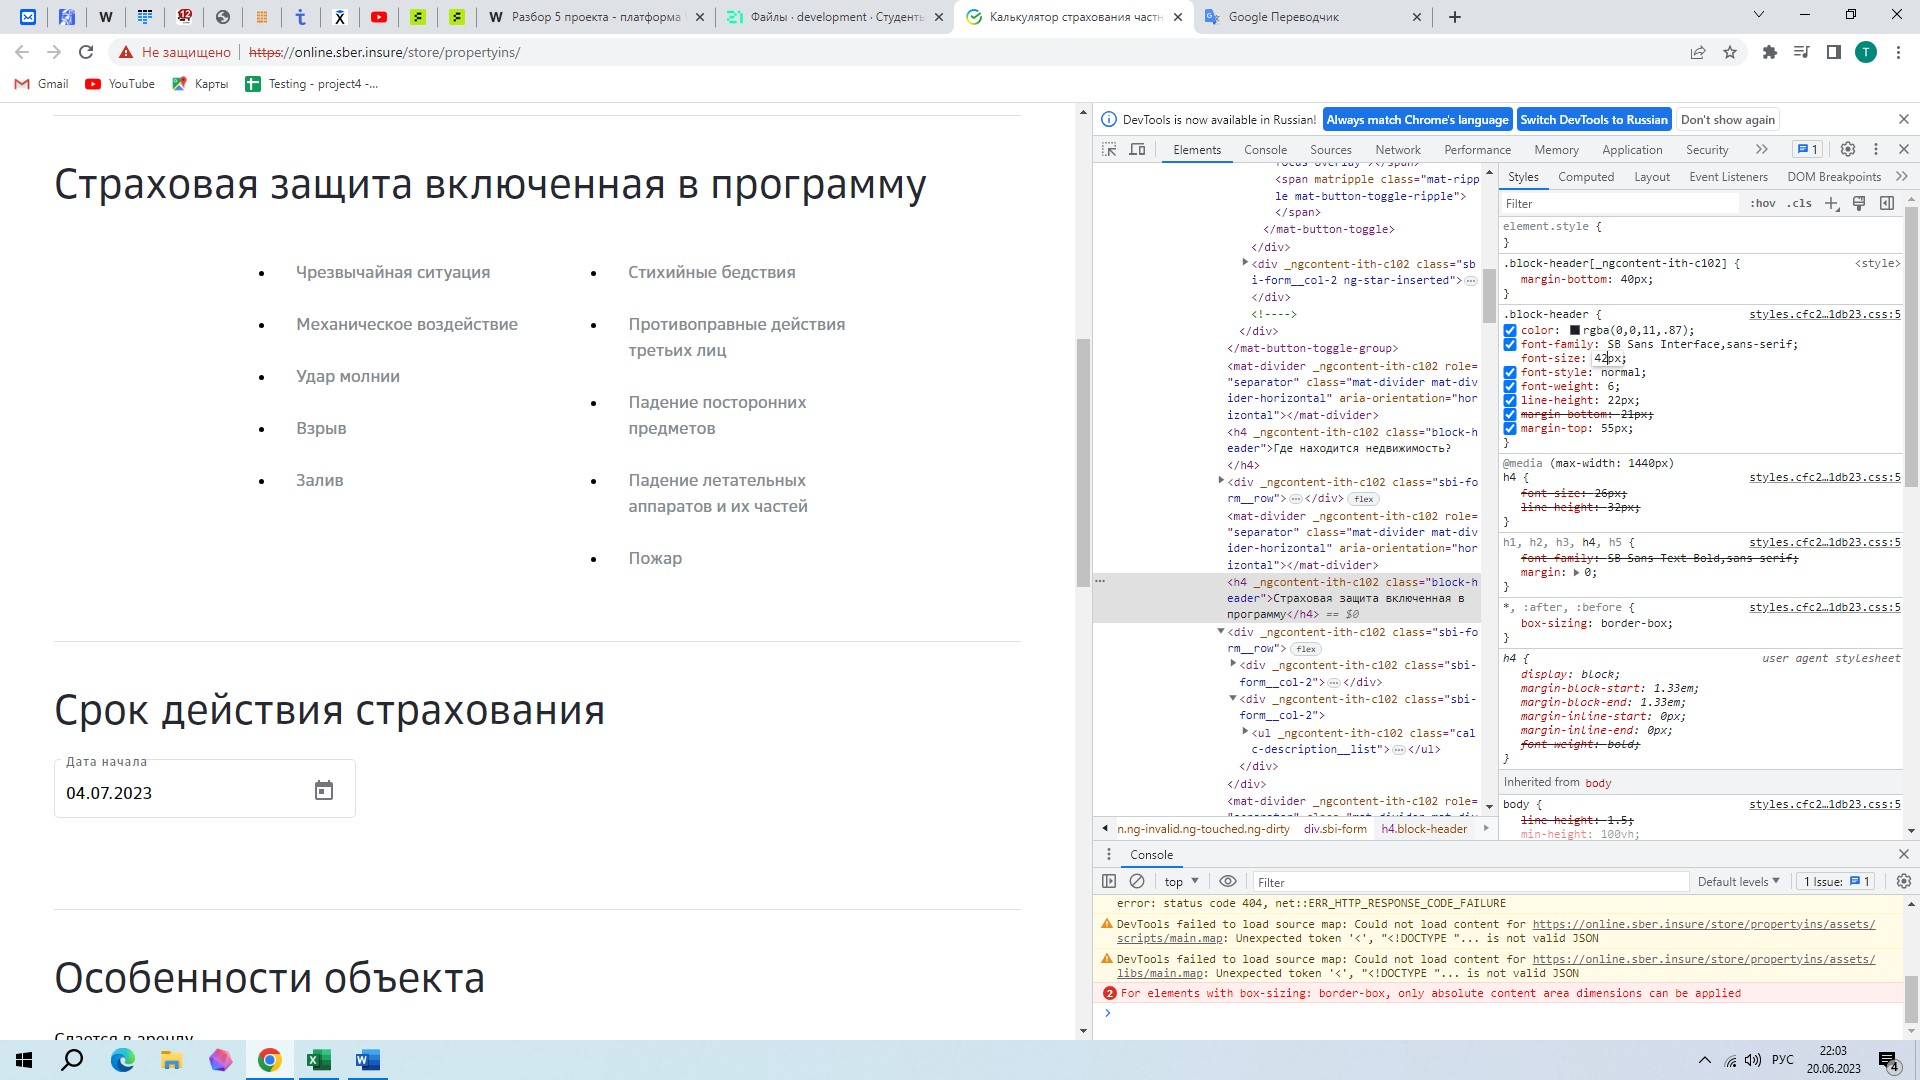 Разбор 5 проекта - платформа
Файлы · development · Студенты
Калькулятор страхования частн
Google Переводчик
Не защищено
https://online.sber.insure/store/propertyins/
T
Gmail
YouTube
Карты
Testing - project4 -...
Страховая защита включенная в программу
Чрезвычайная ситуация
Механическое воздействие
Удар молнии
Взрыв
Залив
Стихийные бедствия
Противоправные действия
третьих лиц
Падение посторонних
предметов
Падение летательных
аппаратов и их частей
Пожар
Срок действия страхования
Дата начала
04.07.2023
Особенности объекта
Сдается в аренду
DevTools is now available in Russian!
Always match Chrome's language
Switch DevTools to Russian
Don't show again
Elements
Console
Sources
Network
Performance
Memory
Application
Security
1
focus-overlay"></span>
<span matripple class="mat-ripp
le mat-button-toggle-ripple">
</span>
</mat-button-toggle>
</div>
<div _ngcontent-ith-c102 class="sb
i-form__col-2 ng-star-inserted">
</div>
<!---->
</div>
</mat-button-toggle-group>
<mat-divider _ngcontent-ith-c102 role=
"separator" class="mat-divider mat-div
ider-horizontal" aria-orientation="hor
izontal"></mat-divider>
<h4 _ngcontent-ith-c102 class="block-h
eader">Где находится недвижимость?
</h4>
<div _ngcontent-ith-c102 class="sbi-fo
rm__row"> … </div> flex
<mat-divider _ngcontent-ith-c102 role=
"separator" class="mat-divider mat-div
ider-horizontal" aria-orientation="hor
izontal"></mat-divider>
<h4 _ngcontent-ith-c102 class="block-h
eader">Страховая защита включенная в
программу</h4> == $0
<div _ngcontent-ith-c102 class="sbi-fo
rm__row"> flex
<div _ngcontent-ith-c102 class="sbi-
form__col-2"> … </div>
<div _ngcontent-ith-c102 class="sbi-
form__col-2">
<ul _ngcontent-ith-c102 class="cal
c-description__list"> … </ul>
</div>
</div>
<mat-divider _ngcontent-ith-c102 role=
n.ng-invalid.ng-touched.ng-dirty
div.sbi-form
h4.block-header
Styles
Computed
Layout
Event Listeners
DOM Breakpoints
Filter
:hov
.cls
element.style {
}
.block-header[_ngcontent-ith-c102] {
<style>
margin-bottom: 40px;
}
.block-header {
styles.cfc2…1db23.css:5
color: rgba(0,0,11,.87);
font-family: SB Sans Interface,sans-serif;
font-size: 42px;
font-style: normal;
font-weight: 6;
line-height: 22px;
margin-bottom: 21px;
margin-top: 55px;
}
@media (max-width: 1440px)
h4 {
styles.cfc2…1db23.css:5
font-size: 26px;
line-height: 32px;
}
h1, h2, h3, h4, h5 {
styles.cfc2…1db23.css:5
font-family: SB Sans Text Bold,sans-serif;
margin: 0;
}
*, :after, :before {
styles.cfc2…1db23.css:5
box-sizing: border-box;
}
h4 {
user agent stylesheet
display: block;
margin-block-start: 1.33em;
margin-block-end: 1.33em;
margin-inline-start: 0px;
margin-inline-end: 0px;
font-weight: bold;
}
Inherited from body
body {
styles.cfc2…1db23.css:5
line-height: 1.5;
min-height: 100vh;
Console
top
Filter
Default levels
1 Issue: 1
error: status code 404, net::ERR_HTTP_RESPONSE_CODE_FAILURE
DevTools failed to load source map: Could not load content for https://online.sber.insure/store/propertyins/assets/
scripts/main.map: Unexpected token '<', "<!DOCTYPE "... is not valid JSON
DevTools failed to load source map: Could not load content for https://online.sber.insure/store/propertyins/assets/
libs/main.map: Unexpected token '<', "<!DOCTYPE "... is not valid JSON
2 For elements with box-sizing: border-box, only absolute content area dimensions can be applied
РУС
22:03
20.06.2023
4